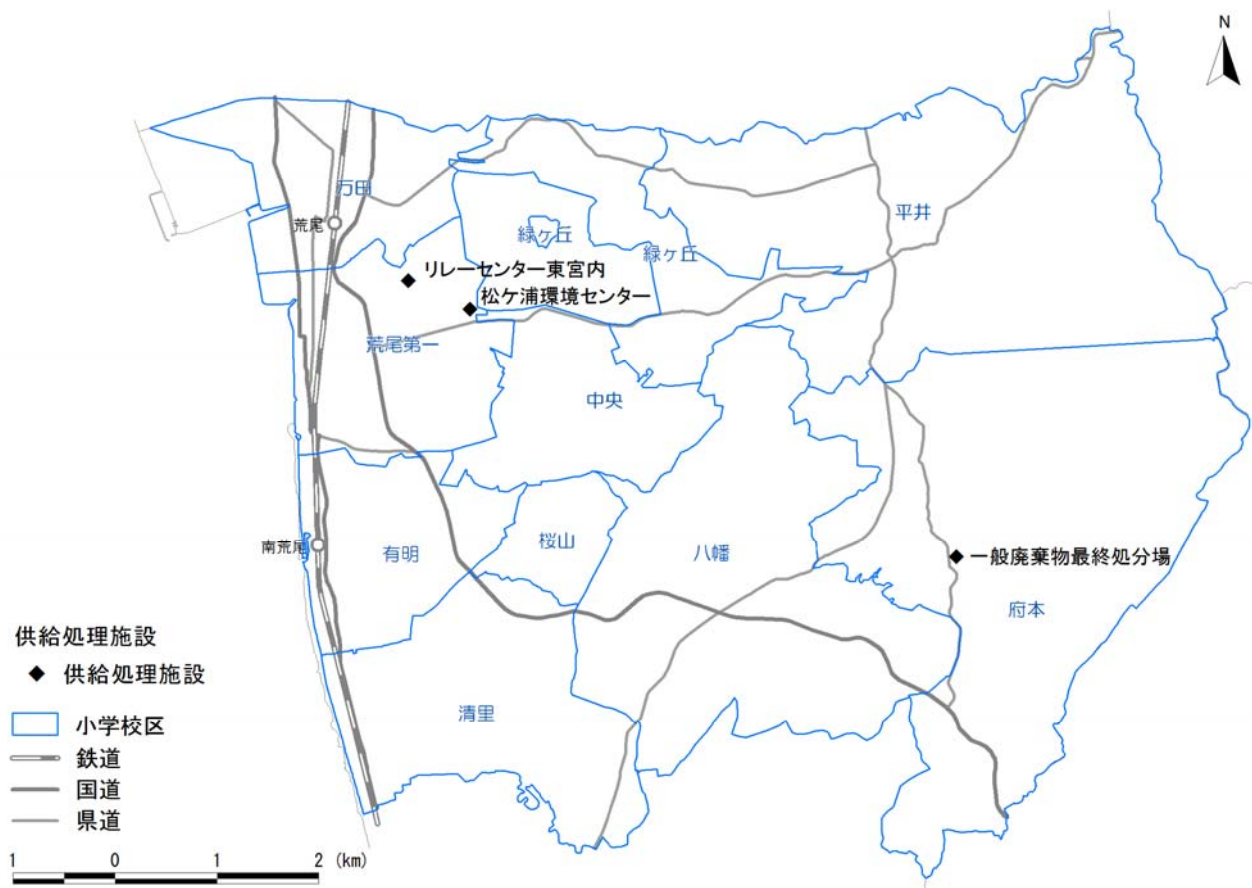 N
万田
荒尾
緑ケ丘
緑ケ丘
平井
リレーセンター東宮内
松ケ浦環境センター
荒尾第一
中央
南荒尾
有明
桜山
八幡
一般廃棄物最終処分場
府本
清里
供給処理施設
供給処理施設
小学校区
鉄道
国道
県道
1 0 1 2 (km)